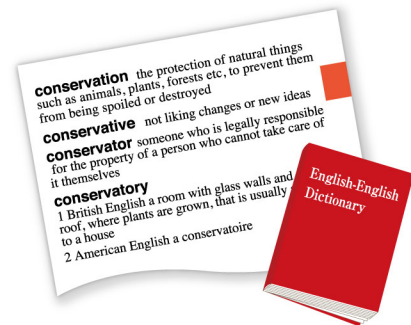 conservation the protection of natural things
such as animals, plants, forests etc, to prevent them
from being spoiled or destroyed
conservative not liking changes or new ideas
conservator someone who is legally responsible
for the property of a person who cannot take care of
it themselves
conservatory
1 British English a room with glass walls and
roof, where plants are grown, that is usually
to a house
2 American English a conservatoire
English-English
Dictionary